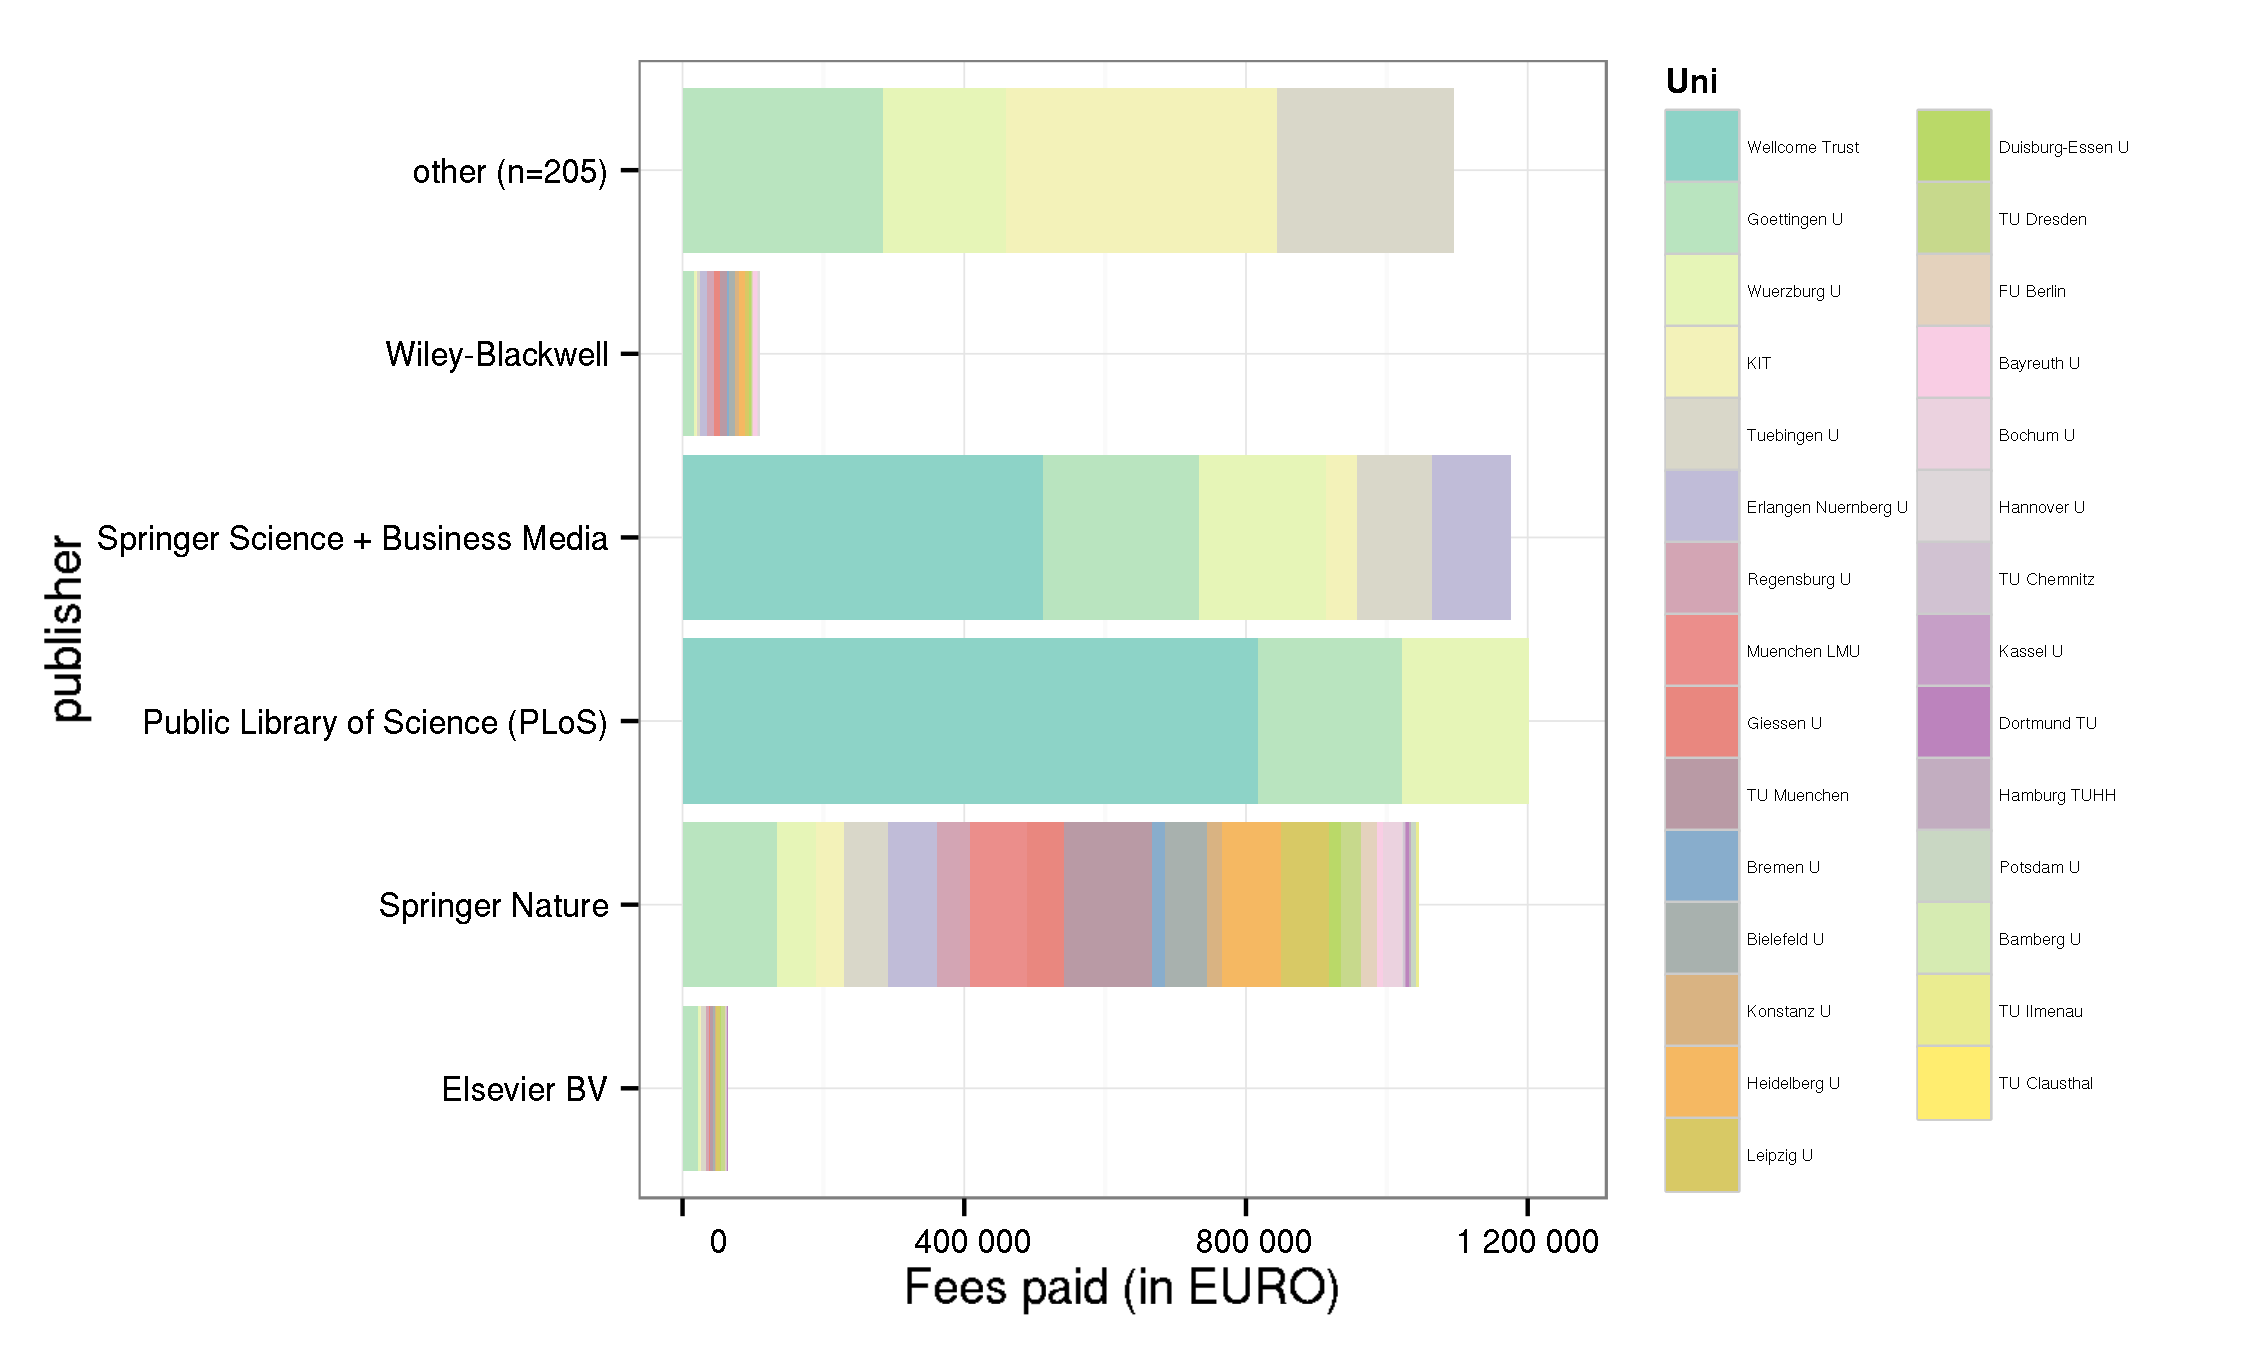 publisher
other (n=205)
Wiley-Blackwell
Springer Science + Business Media
Public Library of Science (PLoS)
Springer Nature
Elsevier BV
0
400 000
800 000
1 200 000
Fees paid (in EURO)
Uni
Wellcome Trust
Goettingen U
Wuerzburg U
KIT
Tuebingen U
Erlangen Nuernberg U
Regensburg U
Muenchen LMU
Giessen U
TU Muenchen
Bremen U
Bielefeld U
Konstanz U
Heidelberg U
Leipzig U
Duisburg-Essen U
TU Dresden
FU Berlin
Bayreuth U
Bochum U
Hannover U
TU Chemnitz
Kassel U
Dortmund TU
Hamburg TUHH
Potsdam U
Bamberg U
TU Ilmenau
TU Clausthal